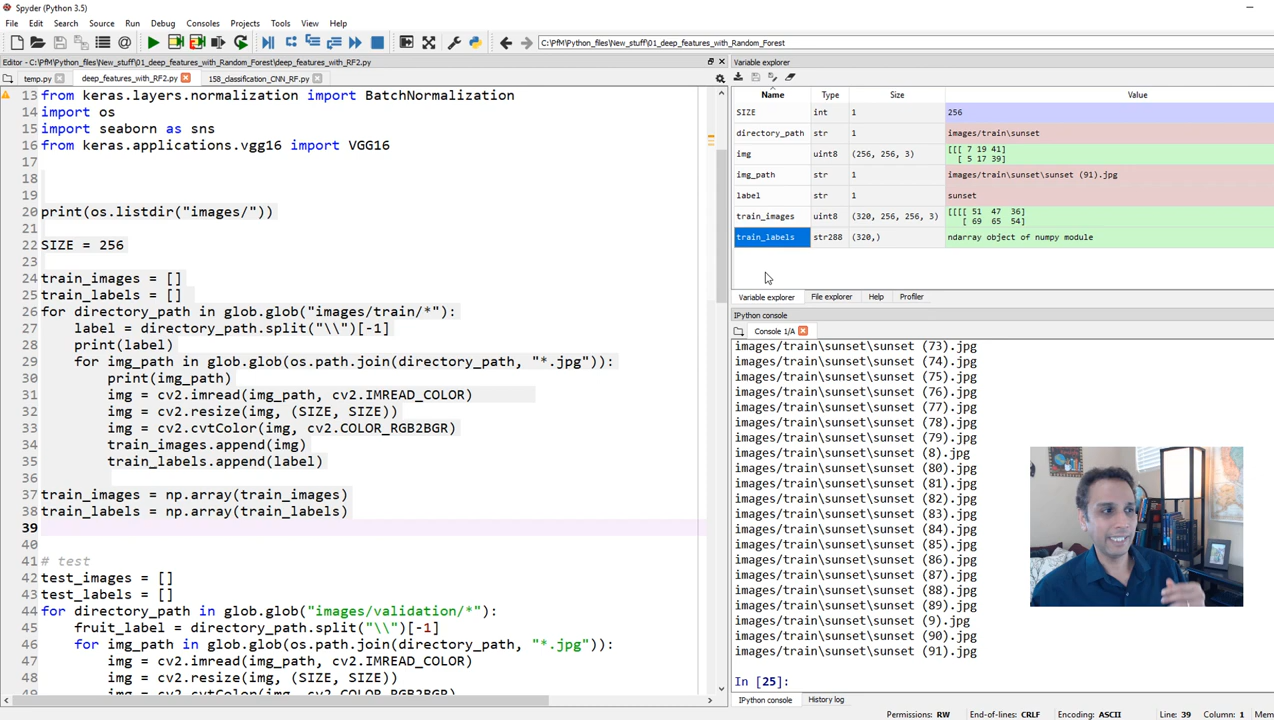 Spyder (Python 3.5)
File Edit Search Source Run Debug Consoles Projects Tools View Help
C:\PfM\Python_files\New_stuff\01_deep_features_with_Random_Forest
Editor - C:\PfM\Python_files\New_stuff\01_deep_features_with_Random_Forest\deep_features_with_RF2.py
temp.py deep_features_with_RF2.py 158_classification_CNN_RF.py
13 from keras.layers.normalization import BatchNormalization
14 import os
15 import seaborn as sns
16 from keras.applications.vgg16 import VGG16
17
18
19
20 print(os.listdir("images/"))
21
22 SIZE = 256
23
24 train_images = []
25 train_labels = []
26 for directory_path in glob.glob("images/train/*"):
27 label = directory_path.split("\\")[-1]
28 print(label)
29 for img_path in glob.glob(os.path.join(directory_path, "*.jpg")):
30 print(img_path)
31 img = cv2.imread(img_path, cv2.IMREAD_COLOR)
32 img = cv2.resize(img, (SIZE, SIZE))
33 img = cv2.cvtColor(img, cv2.COLOR_RGB2BGR)
34 train_images.append(img)
35 train_labels.append(label)
36
37 train_images = np.array(train_images)
38 train_labels = np.array(train_labels)
39
40
41 # test
42 test_images = []
43 test_labels = []
44 for directory_path in glob.glob("images/validation/*"):
45 fruit_label = directory_path.split("\\")[-1]
46 for img_path in glob.glob(os.path.join(directory_path, "*.jpg")):
47 img = cv2.imread(img_path, cv2.IMREAD_COLOR)
48 img = cv2.resize(img, (SIZE, SIZE))
Variable explorer
Name Type Size Value
SIZE int 1 256
directory_path str 1 images/train\sunset
img uint8 (256, 256, 3) [[[ 7 19 41]
[ 5 17 39]
img_path str 1 images/train\sunset\sunset (91).jpg
label str 1 sunset
train_images uint8 (320, 256, 256, 3) [[[[ 51 47 36]
[ 69 65 54]
train_labels str288 (320,) ndarray object of numpy module
Variable explorer File explorer Help Profiler
IPython console
Console 1/A
images/train\sunset\sunset (73).jpg
images/train\sunset\sunset (74).jpg
images/train\sunset\sunset (75).jpg
images/train\sunset\sunset (76).jpg
images/train\sunset\sunset (77).jpg
images/train\sunset\sunset (78).jpg
images/train\sunset\sunset (79).jpg
images/train\sunset\sunset (8).jpg
images/train\sunset\sunset (80).jpg
images/train\sunset\sunset (81).jpg
images/train\sunset\sunset (82).jpg
images/train\sunset\sunset (83).jpg
images/train\sunset\sunset (84).jpg
images/train\sunset\sunset (85).jpg
images/train\sunset\sunset (86).jpg
images/train\sunset\sunset (87).jpg
images/train\sunset\sunset (88).jpg
images/train\sunset\sunset (89).jpg
images/train\sunset\sunset (9).jpg
images/train\sunset\sunset (90).jpg
images/train\sunset\sunset (91).jpg
In [25]:
IPython console History log
Permissions: RW End-of-lines: CRLF Encoding: ASCII Line: 39 Column: 1 Mem